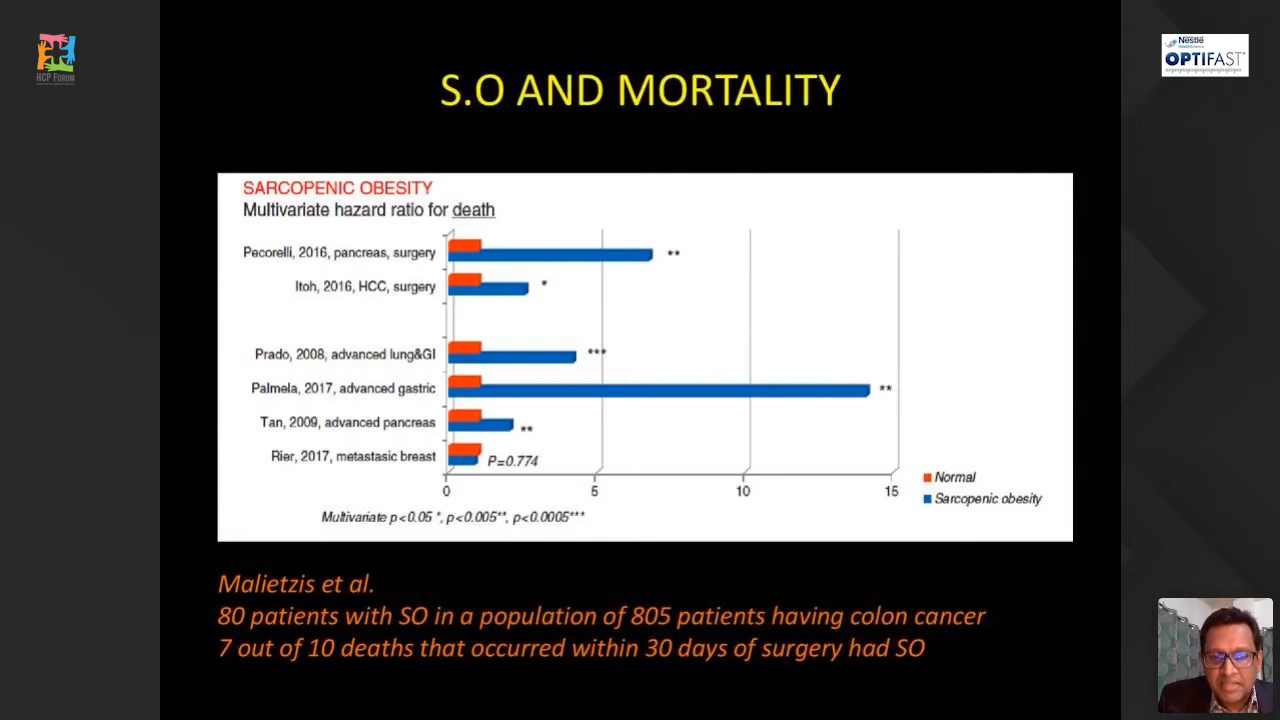 HCP FORUM
Nestlé
HealthScience
OPTIFAST
S.O AND MORTALITY
SARCOPENIC OBESITY
Multivariate hazard ratio for death
Pecorelli, 2016, pancreas, surgery
**
Itoh, 2016, HCC, surgery
*
Prado, 2008, advanced lung&GI
***
Palmela, 2017, advanced gastric
**
Tan, 2009, advanced pancreas
**
Rier, 2017, metastasic breast
P=0.774
0 5 10 15
Normal
Sarcopenic obesity
Multivariate p<0.05 *, p<0.005**, p<0.0005***
Malietzis et al.
80 patients with SO in a population of 805 patients having colon cancer
7 out of 10 deaths that occurred within 30 days of surgery had SO